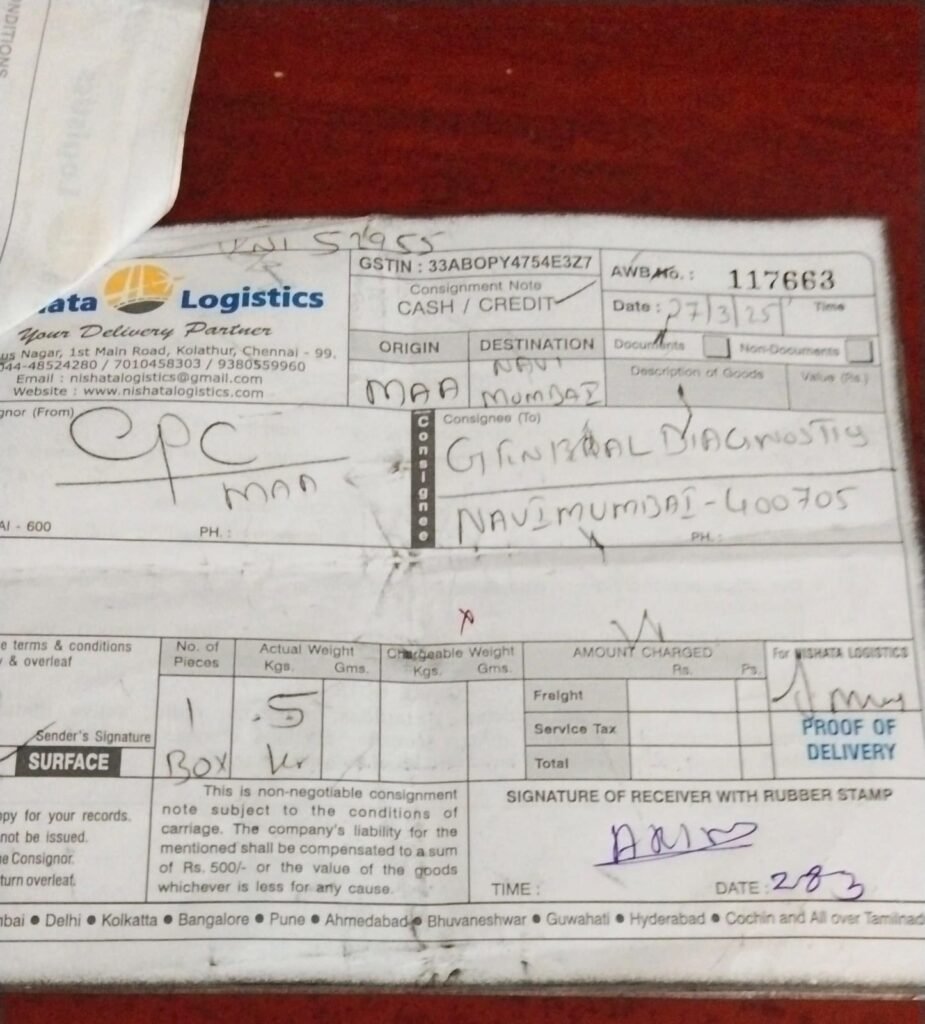 NDITIONS
UNI 52955
ata Logistics
Your Delivery Partner
us Nagar, 1st Main Road, Kolathur, Chennai - 99.
044-48524280 / 7010458303 / 9380559960
Email : nishatalogistics@gmail.com
Website : www.nishatalogistics.com
GSTIN : 33ABOPY4754E3Z7
Consignment Note
CASH / CREDIT
AWB No. : 117663
Date : 27/3/25 Time
ORIGIN
MAA
DESTINATION
NAVI
MUMBAI
Documents Non-Documents
Description of Goods
Value (Rs.)
gnor (From)
CPC
MAA
AI - 600 PH. :
Consignee
Consignee (To)
DIAGNOSTIC
NAVI MUMBAI - 400705
PH.
e terms & conditions
y & overleaf
Sender's Signature
SURFACE
No. of
Pieces
1
BOX
Actual Weight
Kgs. Gms.
.5
Chargeable Weight
Kgs. Gms.
AMOUNT CHARGED
Rs. Ps.
Freight
Service Tax
Total
For NISHATA LOGISTICS
PROOF OF
DELIVERY
opy for your records.
not be issued.
e Consignor.
turn overleaf.
This is non-negotiable consignment
note subject to the conditions of
carriage. The company's liability for the
mentioned shall be compensated to a sum
of Rs. 500/- or the value of the goods
whichever is less for any cause.
SIGNATURE OF RECEIVER WITH RUBBER STAMP
TIME : DATE : 283
mbai ● Delhi ● Kolkatta ● Bangalore ● Pune ● Ahmedabad ● Bhuvaneshwar ● Guwahati ● Hyderabad ● Cochin and All over Tamilnad